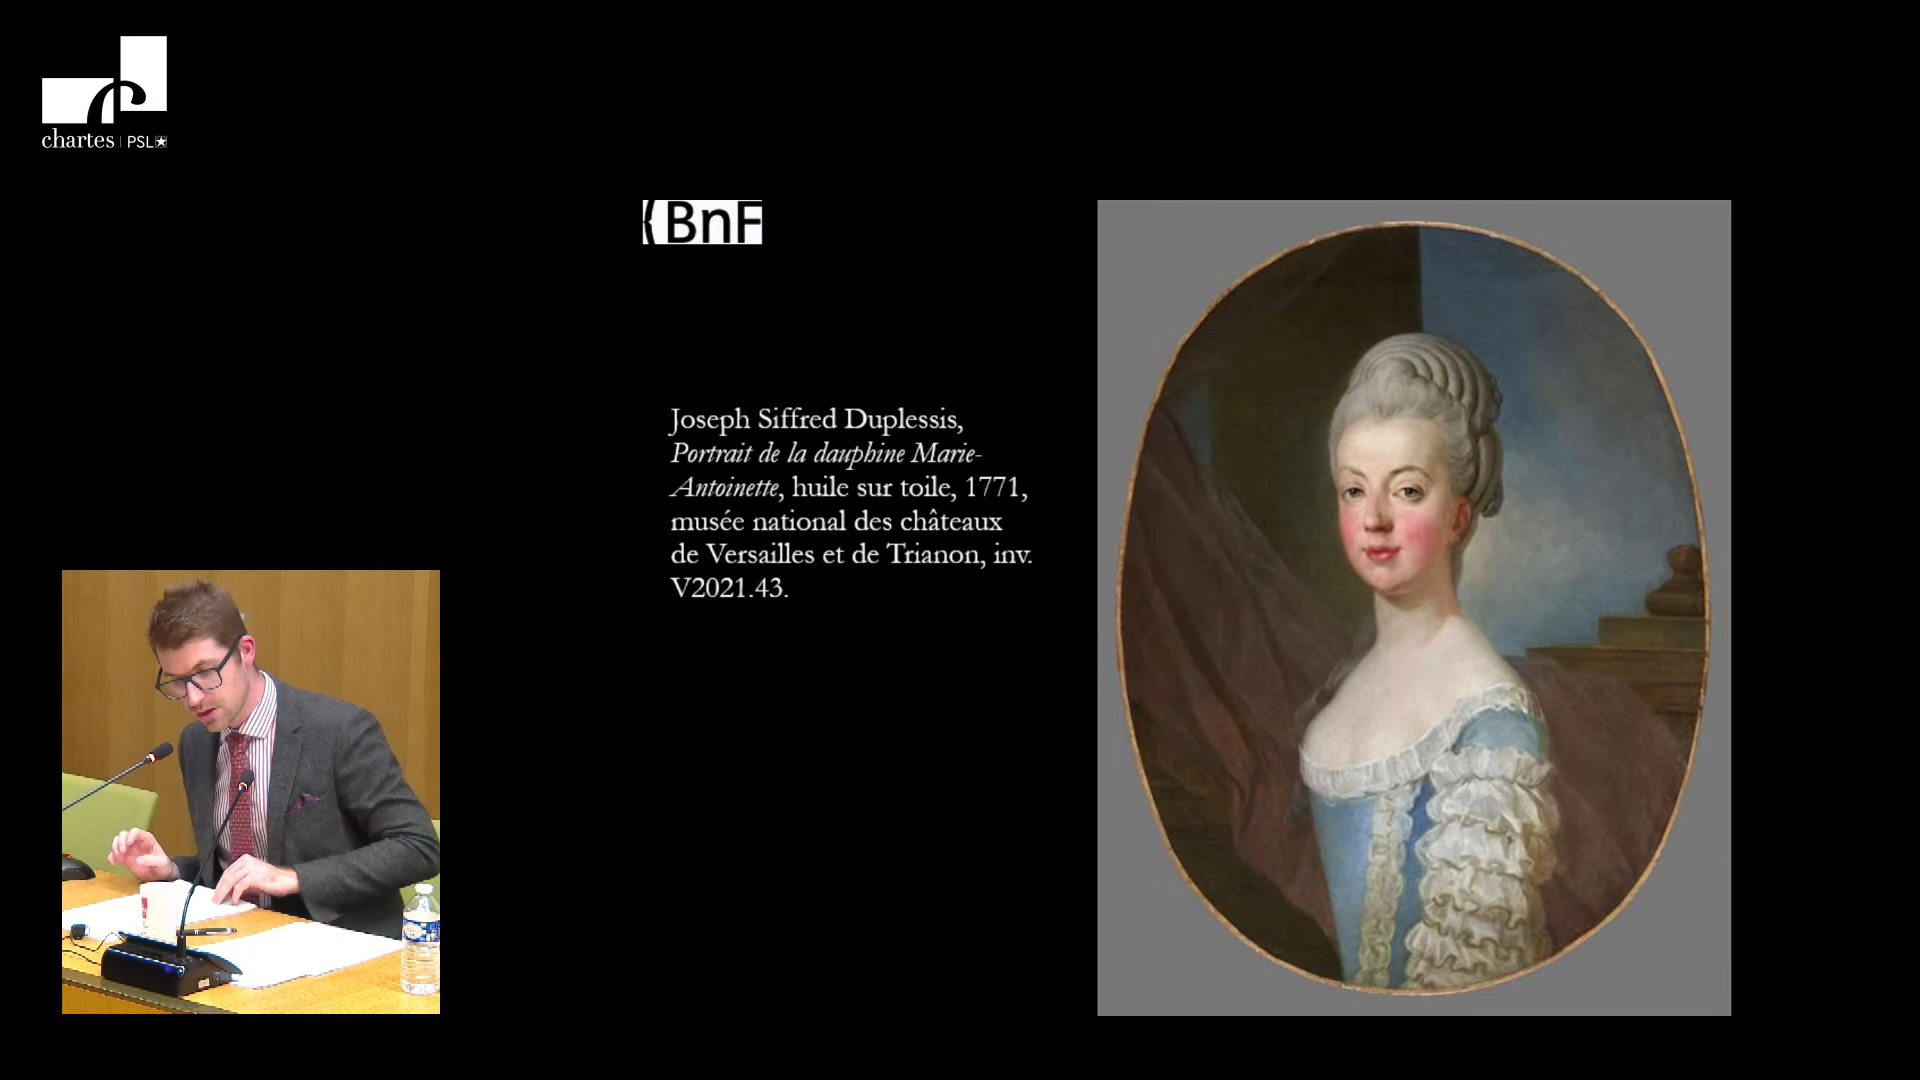 chartes | PSL
BnF
Joseph Siffred Duplessis,
Portrait de la dauphine Marie-
Antoinette, huile sur toile, 1771,
musée national des châteaux
de Versailles et de Trianon, inv.
V2021.43.